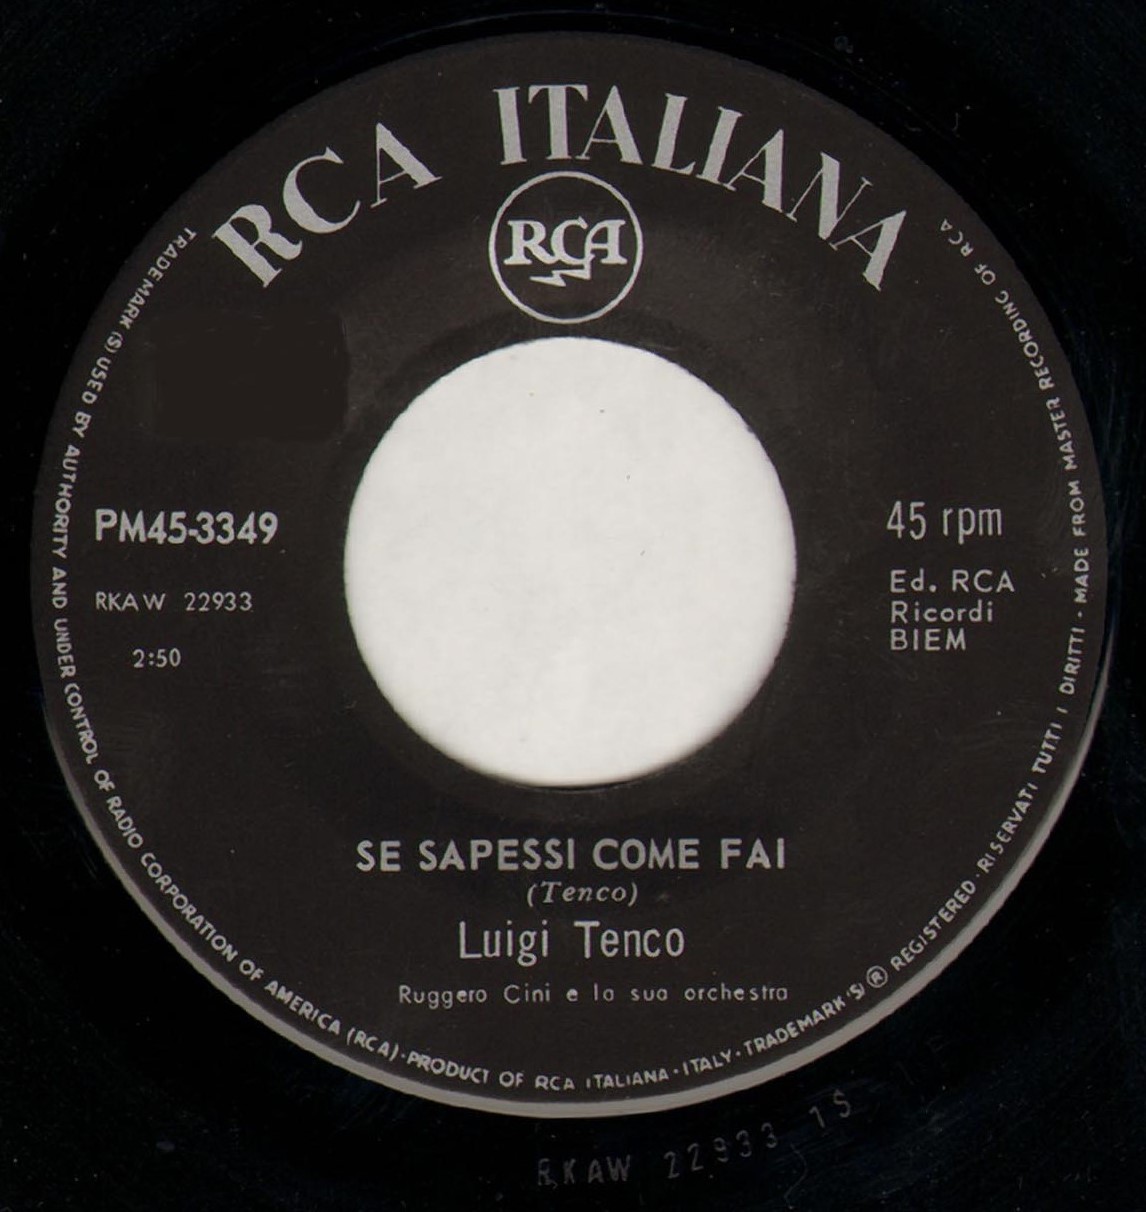 RCA ITALIANA
RCA
PM45-3349
RKAW 22933
2:50
45 rpm
Ed. RCA
Ricordi
BIEM
SE SAPESSI COME FAI
(Tenco)
Luigi Tenco
Ruggero Cini e la sua orchestra
TRADEMARK (S) USED BY AUTHORITY AND UNDER CONTROL OF RADIO CORPORATION OF AMERICA (RCA)·PRODUCT OF RCA ITALIANA·ITALY·TRADEMARK'S) ® REGISTERED·RISERVATI TUTTI I DIRITTI·MADE FROM MASTER RECORDING OF RCA
RKAW 22933 1S